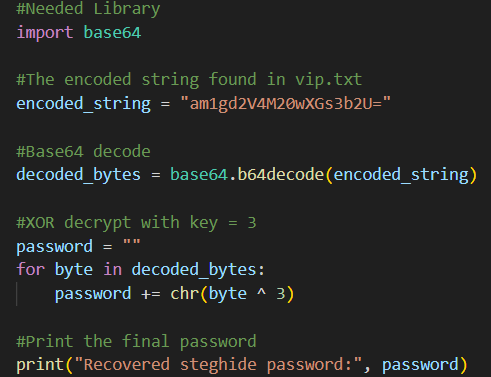 #Needed Library
import base64
#The encoded string found in vip.txt
encoded_string = "am1gd2V4M20wXGs3b2U="
#Base64 decode
decoded_bytes = base64.b64decode(encoded_string)
#XOR decrypt with key = 3
password = ""
for byte in decoded_bytes:
    password += chr(byte ^ 3)
#Print the final password
print("Recovered steghide password:", password)